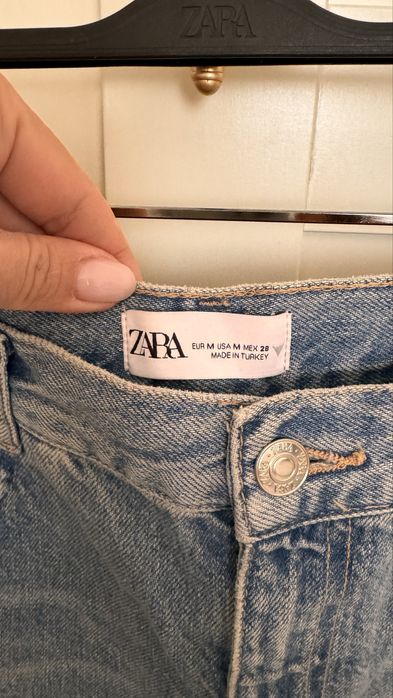 ZARA
ZARA
EUR M USA M MEX 28
MADE IN TURKEY